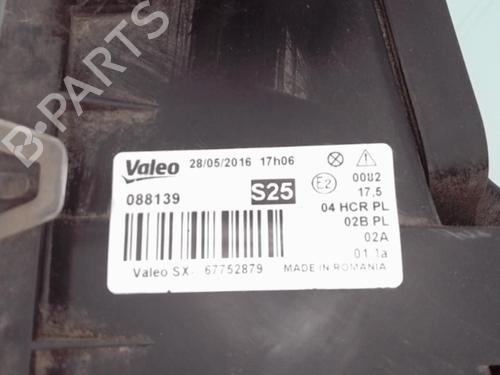 Valeo 28/05/2016 17h06
088139 S25
E2 0082
17,5
04 HCR PL
02B PL
02A
01 1a
Valeo SX 67752879 MADE IN ROMANIA
B-PARTS